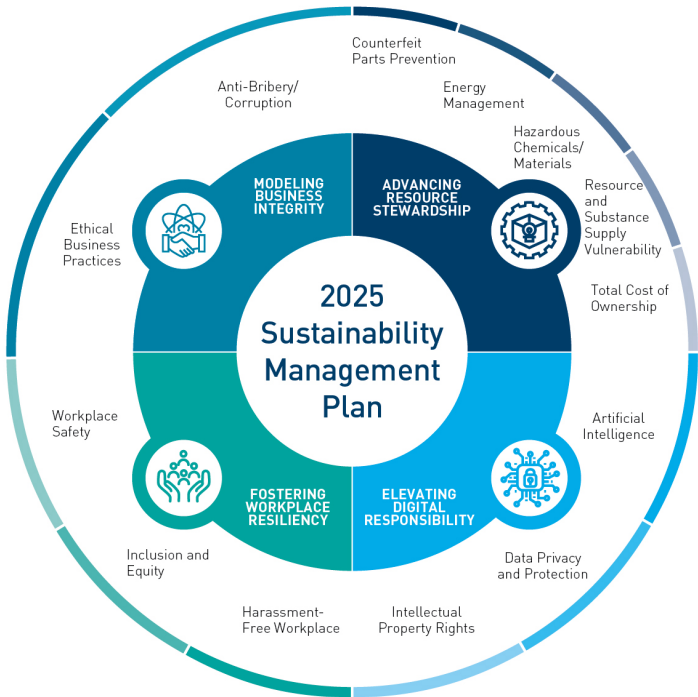 Counterfeit
Parts Prevention
Anti-Bribery/
Corruption
Energy
Management
Hazardous
Chemicals/
Materials
MODELING
BUSINESS
INTEGRITY
ADVANCING
RESOURCE
STEWARDSHIP
Resource
and
Substance
Supply
Vulnerability
Ethical
Business
Practices
Total Cost of
Ownership
2025
Sustainability
Management
Plan
Workplace
Safety
Artificial
Intelligence
FOSTERING
WORKPLACE
RESILIENCY
ELEVATING
DIGITAL
RESPONSIBILITY
Inclusion and
Equity
Data Privacy
and Protection
Harassment-
Free Workplace
Intellectual
Property Rights